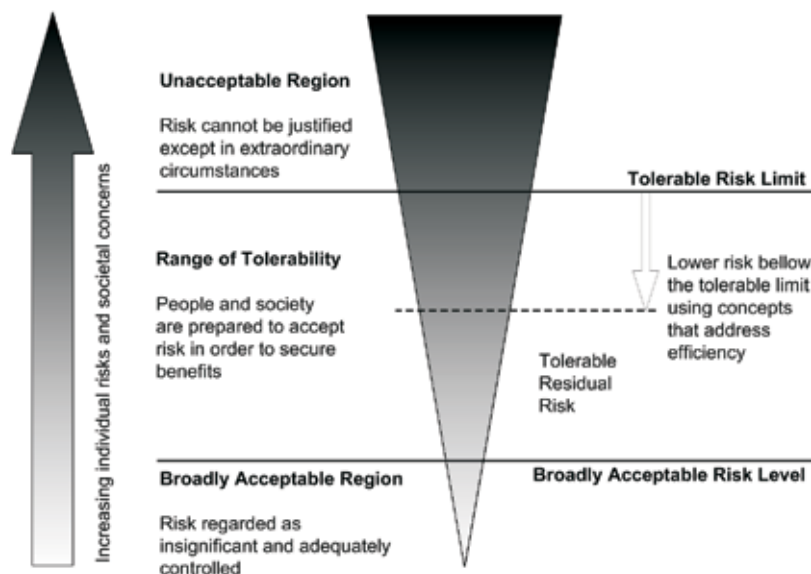 Increasing individual risks and societal concerns
Unacceptable Region
Risk cannot be justified
except in extraordinary
circumstances
Tolerable Risk Limit
Range of Tolerability
People and society
are prepared to accept
risk in order to secure
benefits
Lower risk bellow
the tolerable limit
using concepts
that address
efficiency
Tolerable
Residual
Risk
Broadly Acceptable Region
Broadly Acceptable Risk Level
Risk regarded as
insignificant and adequately
controlled